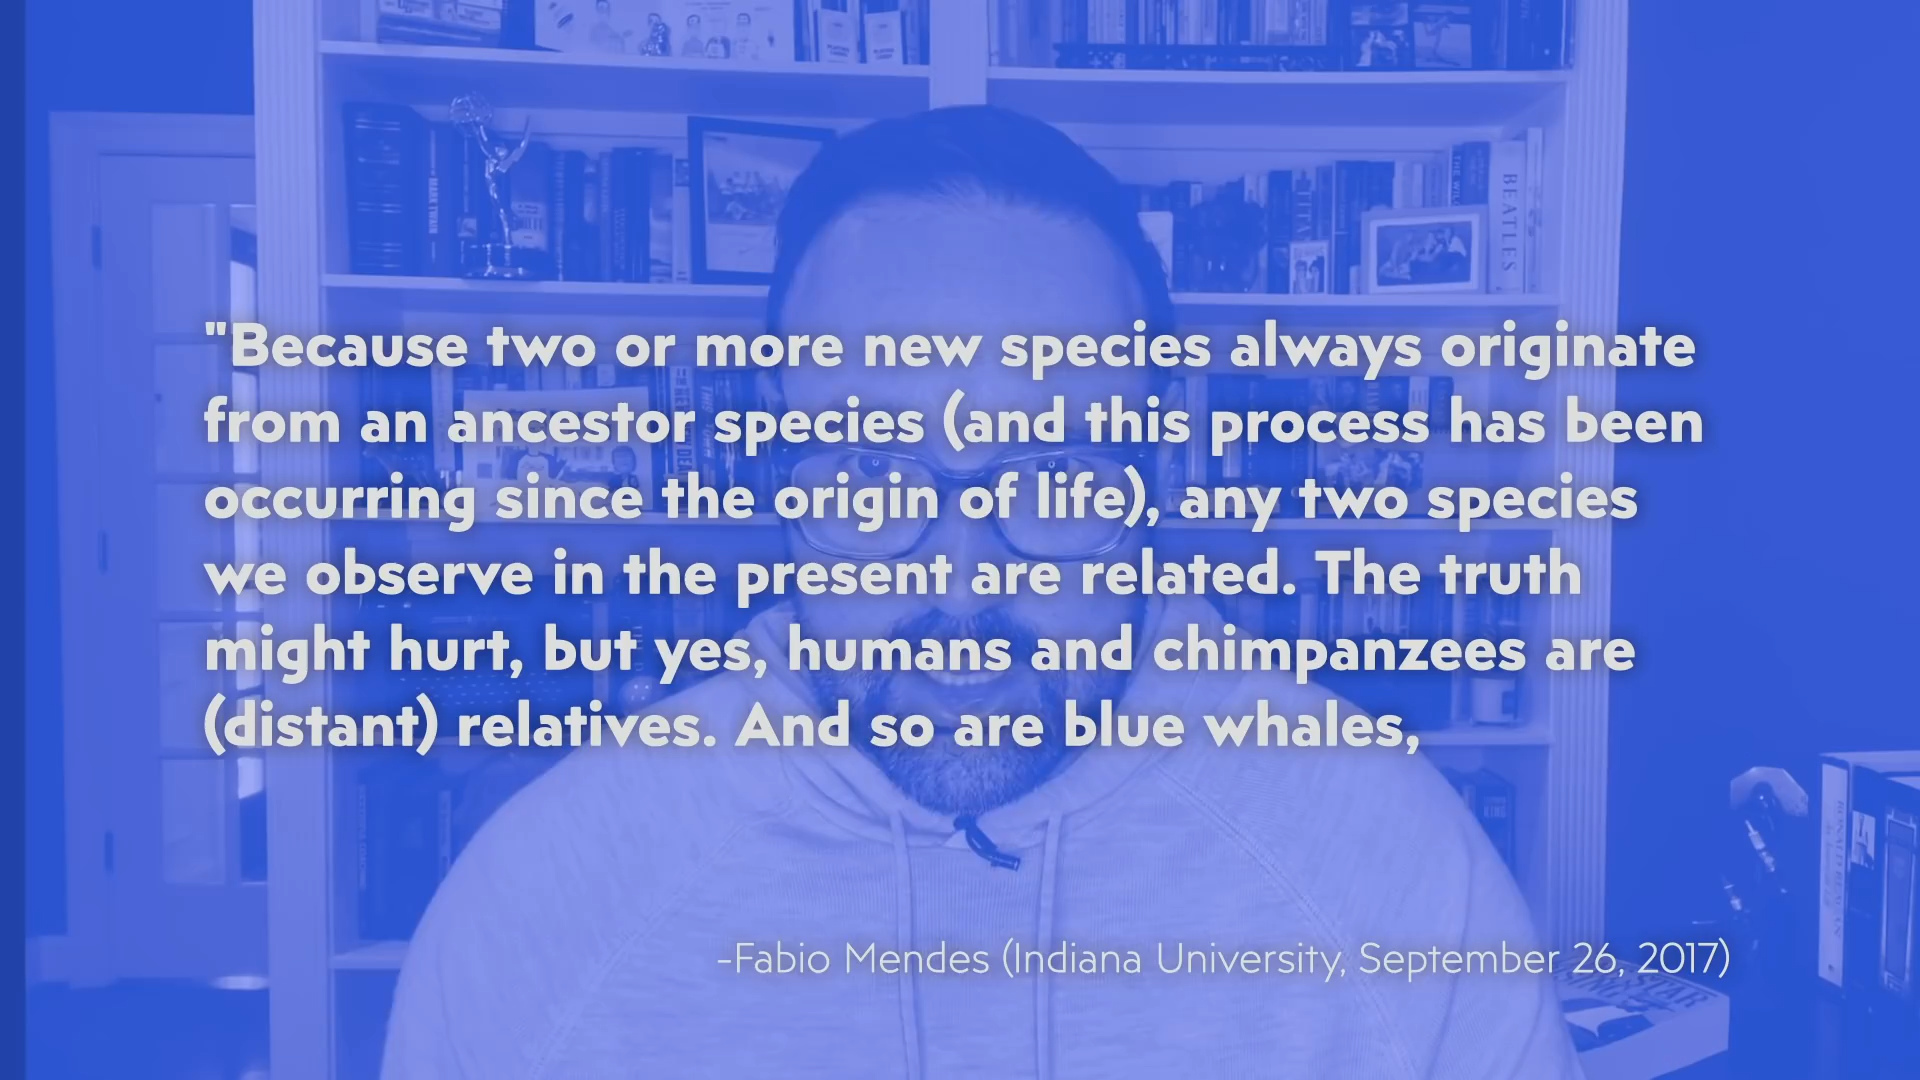 "Because two or more new species always originate
from an ancestor species (and this process has been
occurring since the origin of life), any two species
we observe in the present are related. The truth
might hurt, but yes, humans and chimpanzees are
(distant) relatives. And so are blue whales,
-Fabio Mendes (Indiana University, September 26, 2017)
BEATLES
MARK TWAIN